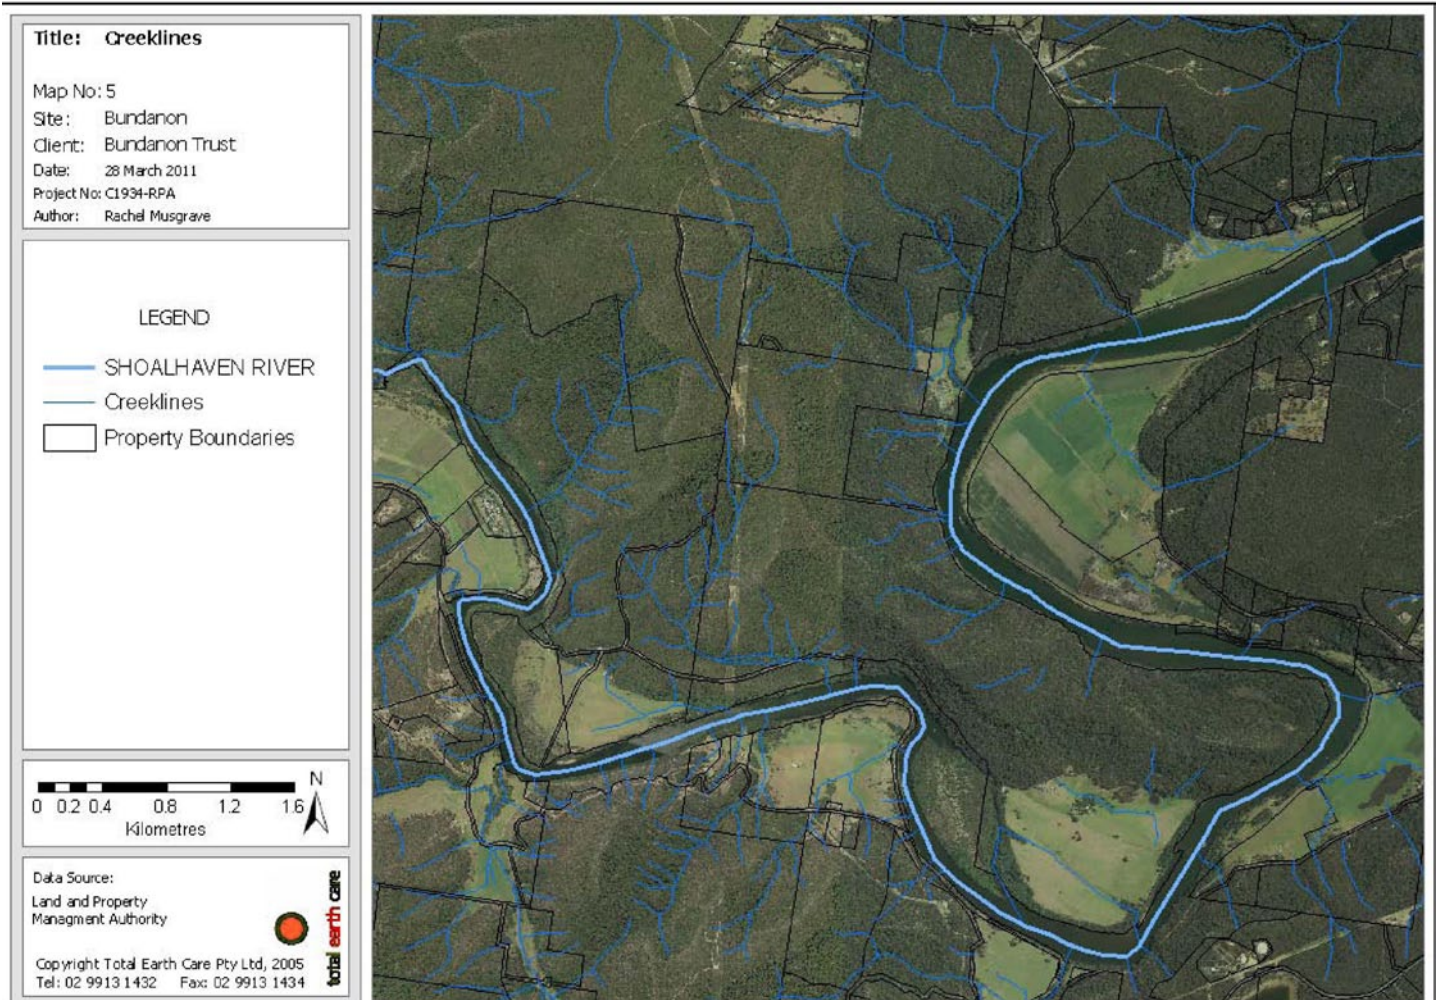 Title: Creeklines
Map No: 5
Site: Bundanon
Client: Bundanon Trust
Date: 28 March 2011
Project No: C1934-RPA
Author: Rachel Musgrave
LEGEND
SHOALHAVEN RIVER
Creeklines
Property Boundaries
N
0 0.2 0.4 0.8 1.2 1.6
Kilometres
Data Source:
Land and Property
Managment Authority
total earth care
Copyright Total Earth Care Pty Ltd, 2005
Tel: 02 9913 1432 Fax: 02 9913 1434